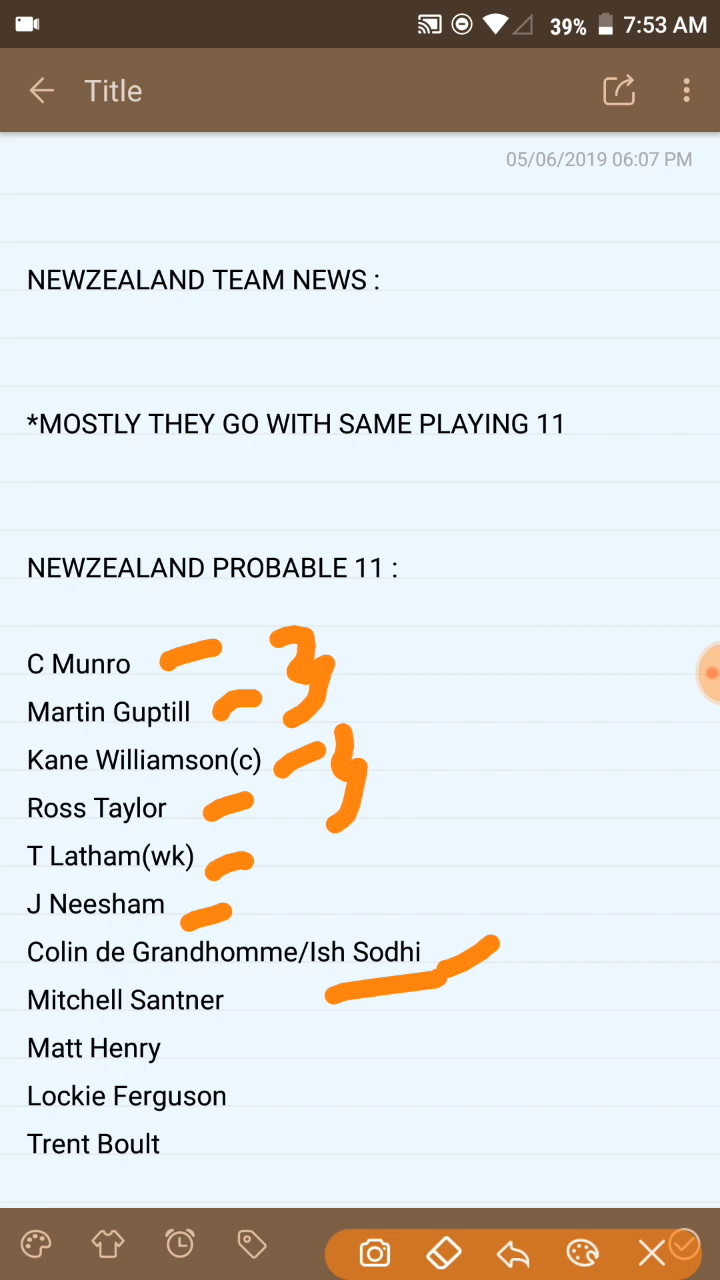 39% 7:53 AM
Title
05/06/2019 06:07 PM
NEWZEALAND TEAM NEWS :
*MOSTLY THEY GO WITH SAME PLAYING 11
NEWZEALAND PROBABLE 11 :
C Munro
Martin Guptill
Kane Williamson(c)
Ross Taylor
T Latham(wk)
J Neesham
Colin de Grandhomme/Ish Sodhi
Mitchell Santner
Matt Henry
Lockie Ferguson
Trent Boult